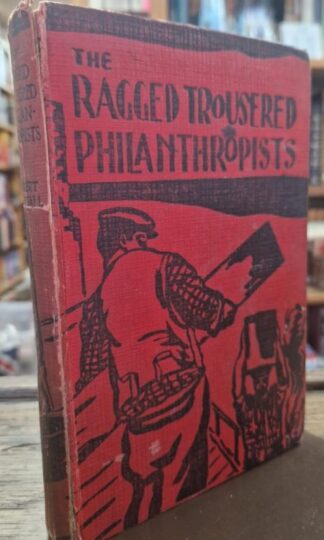 THE
RAGGED TROUSERED
PHILANTHROPISTS